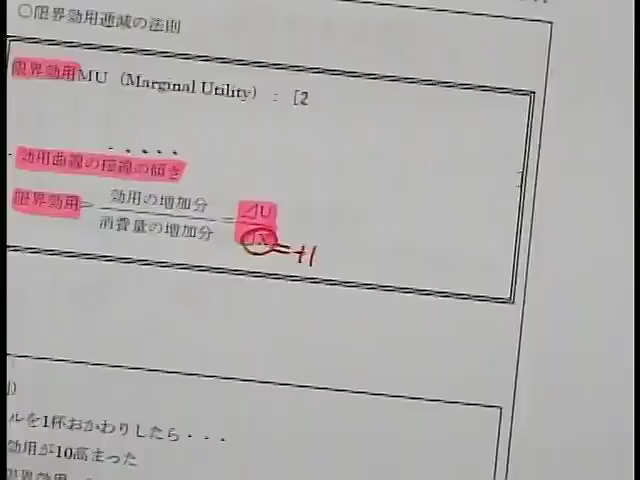 ○限界効用逓減の法則
限界効用MU（Marginal Utility）：［2
効用曲線の接線の傾き
限界効用= 効用の増加分 / 消費量の増加分 = ΔU / ΔX =+1
ルを1杯おかわりしたら・・・
効用が10高まった
限界効用